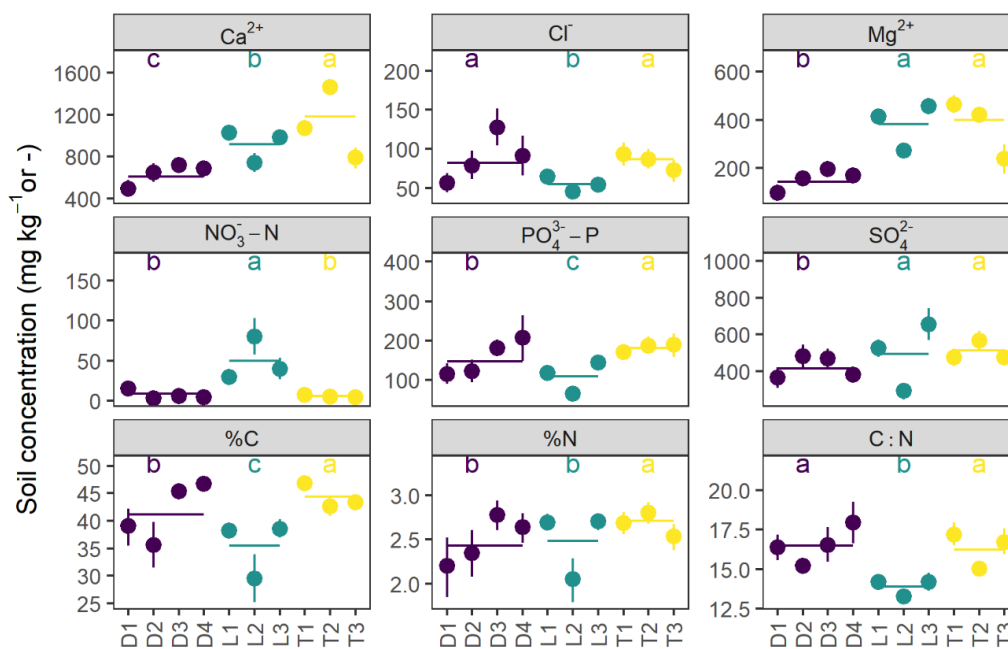 Soil concentration (mg kg⁻¹ or -)
Ca²⁺ Cl⁻ Mg²⁺
c b a a b a b a a
1600 1200 800 400
200 150 100 50
600 400 200
NO₃⁻ – N PO₄³⁻ – P SO₄²⁻
b a b b c a b a a
150 100 50 0
400 300 200 100
1000 800 600 400
%C %N C : N
b c a b b a a b a
50 45 40 35 30 25
3.0 2.5 2.0
20.0 17.5 15.0 12.5
D1 D2 D3 D4 L1 L2 L3 T1 T2 T3
D1 D2 D3 D4 L1 L2 L3 T1 T2 T3
D1 D2 D3 D4 L1 L2 L3 T1 T2 T3